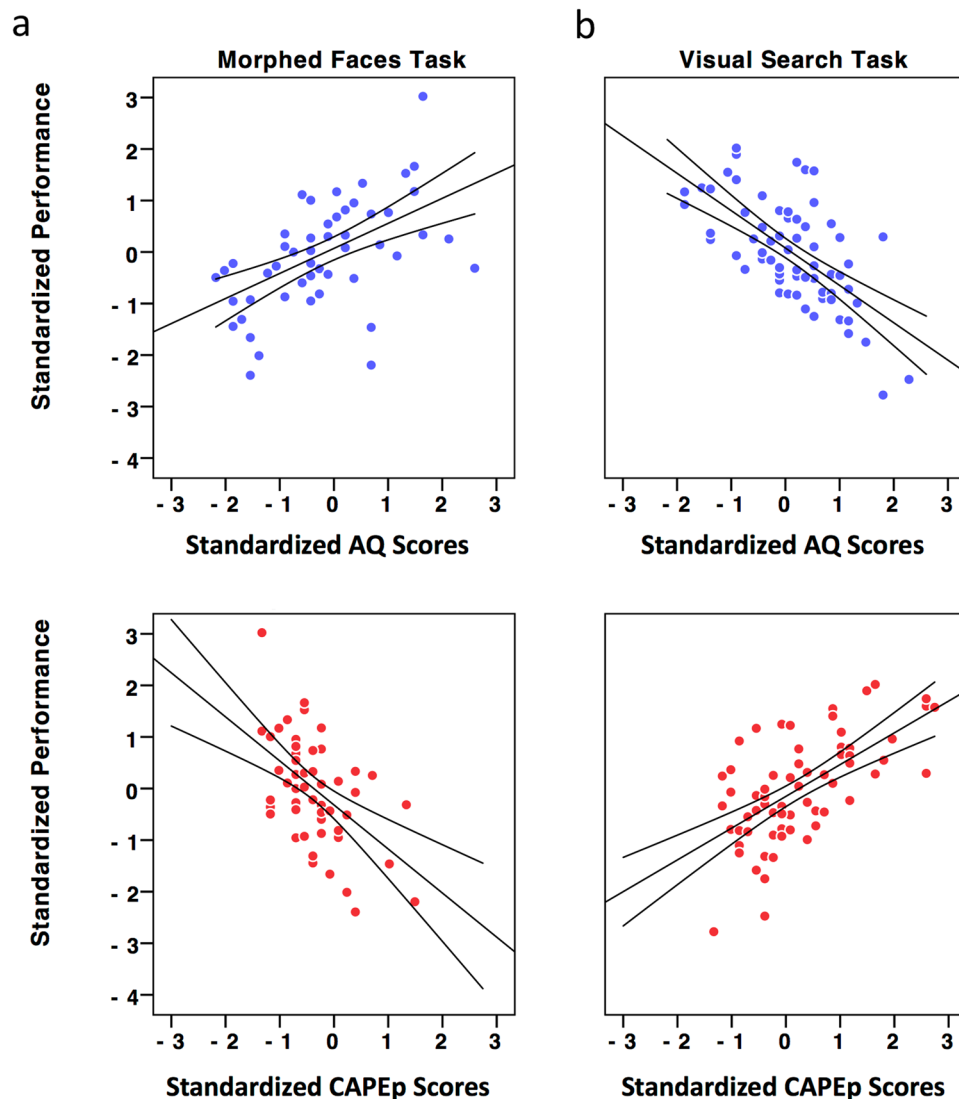 a
b
Morphed Faces Task
Visual Search Task
Standardized Performance
3
2
1
0
- 1
- 2
- 3
- 4
- 3 - 2 - 1 0 1 2 3
- 3 - 2 - 1 0 1 2 3
Standardized AQ Scores
Standardized AQ Scores
Standardized Performance
3
2
1
0
- 1
- 2
- 3
- 4
- 3 - 2 - 1 0 1 2 3
- 3 - 2 - 1 0 1 2 3
Standardized CAPEp Scores
Standardized CAPEp Scores